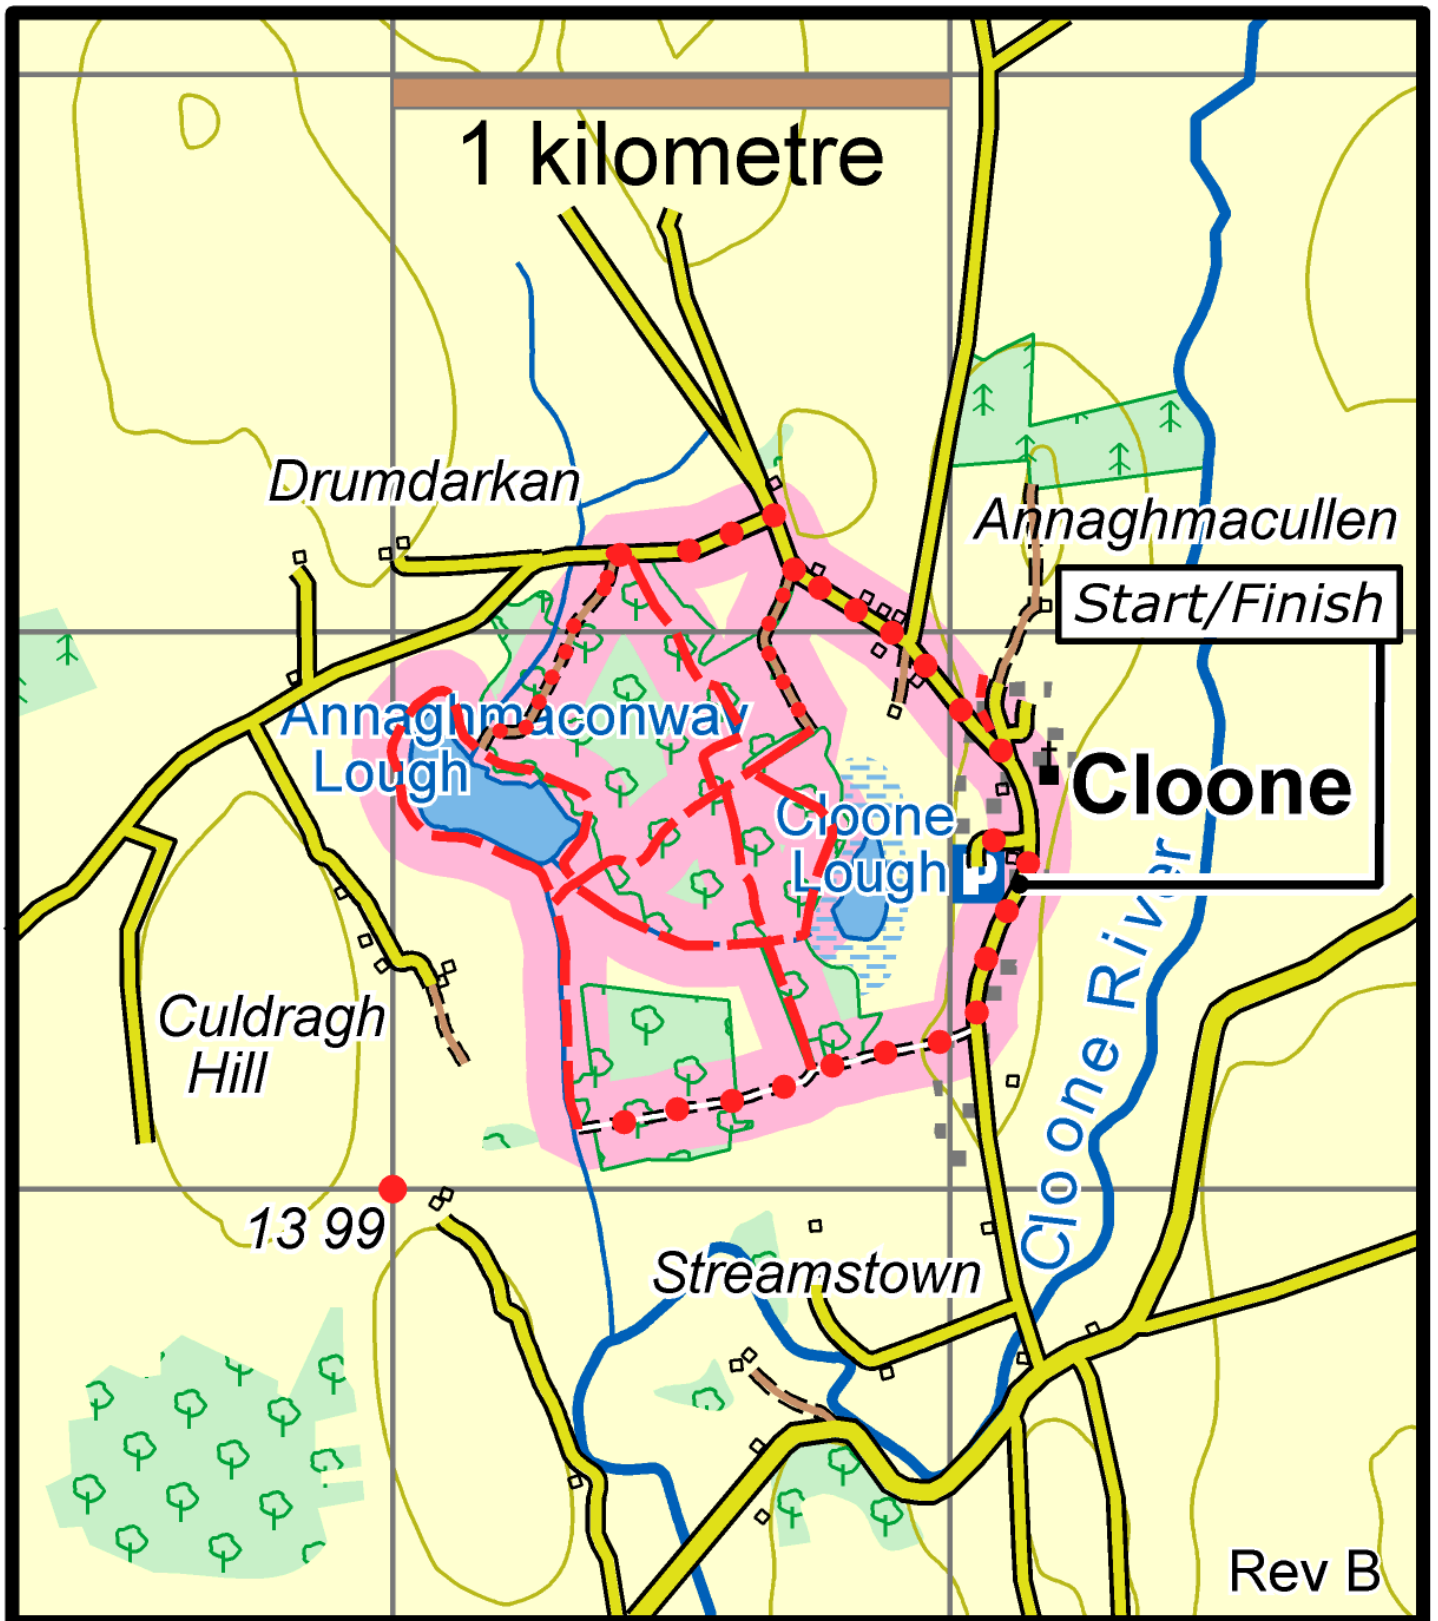 1 kilometre
Drumdarkan
Annaghmacullen
Start/Finish
Annaghmaconway
Lough
Cloone
Cloone
Lough
P
Cloone River
Culdragh
Hill
13 99
Streamstown
Rev B